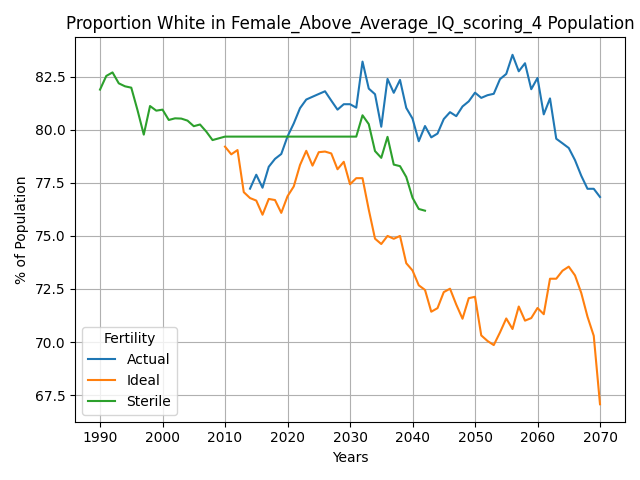 Proportion White in Female_Above_Average_IQ_scoring_4 Population
% of Population
82.5
80.0
77.5
75.0
72.5
70.0
67.5
Fertility
Actual
Ideal
Sterile
1990 2000 2010 2020 2030 2040 2050 2060 2070
Years